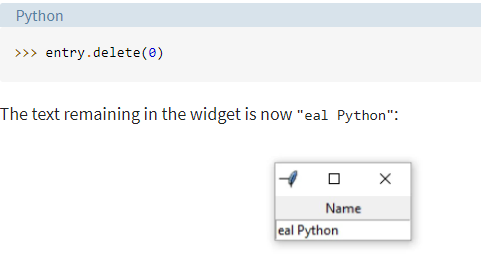 Python
>>> entry.delete(0)
The text remaining in the widget is now "eal Python":
Name
eal Python